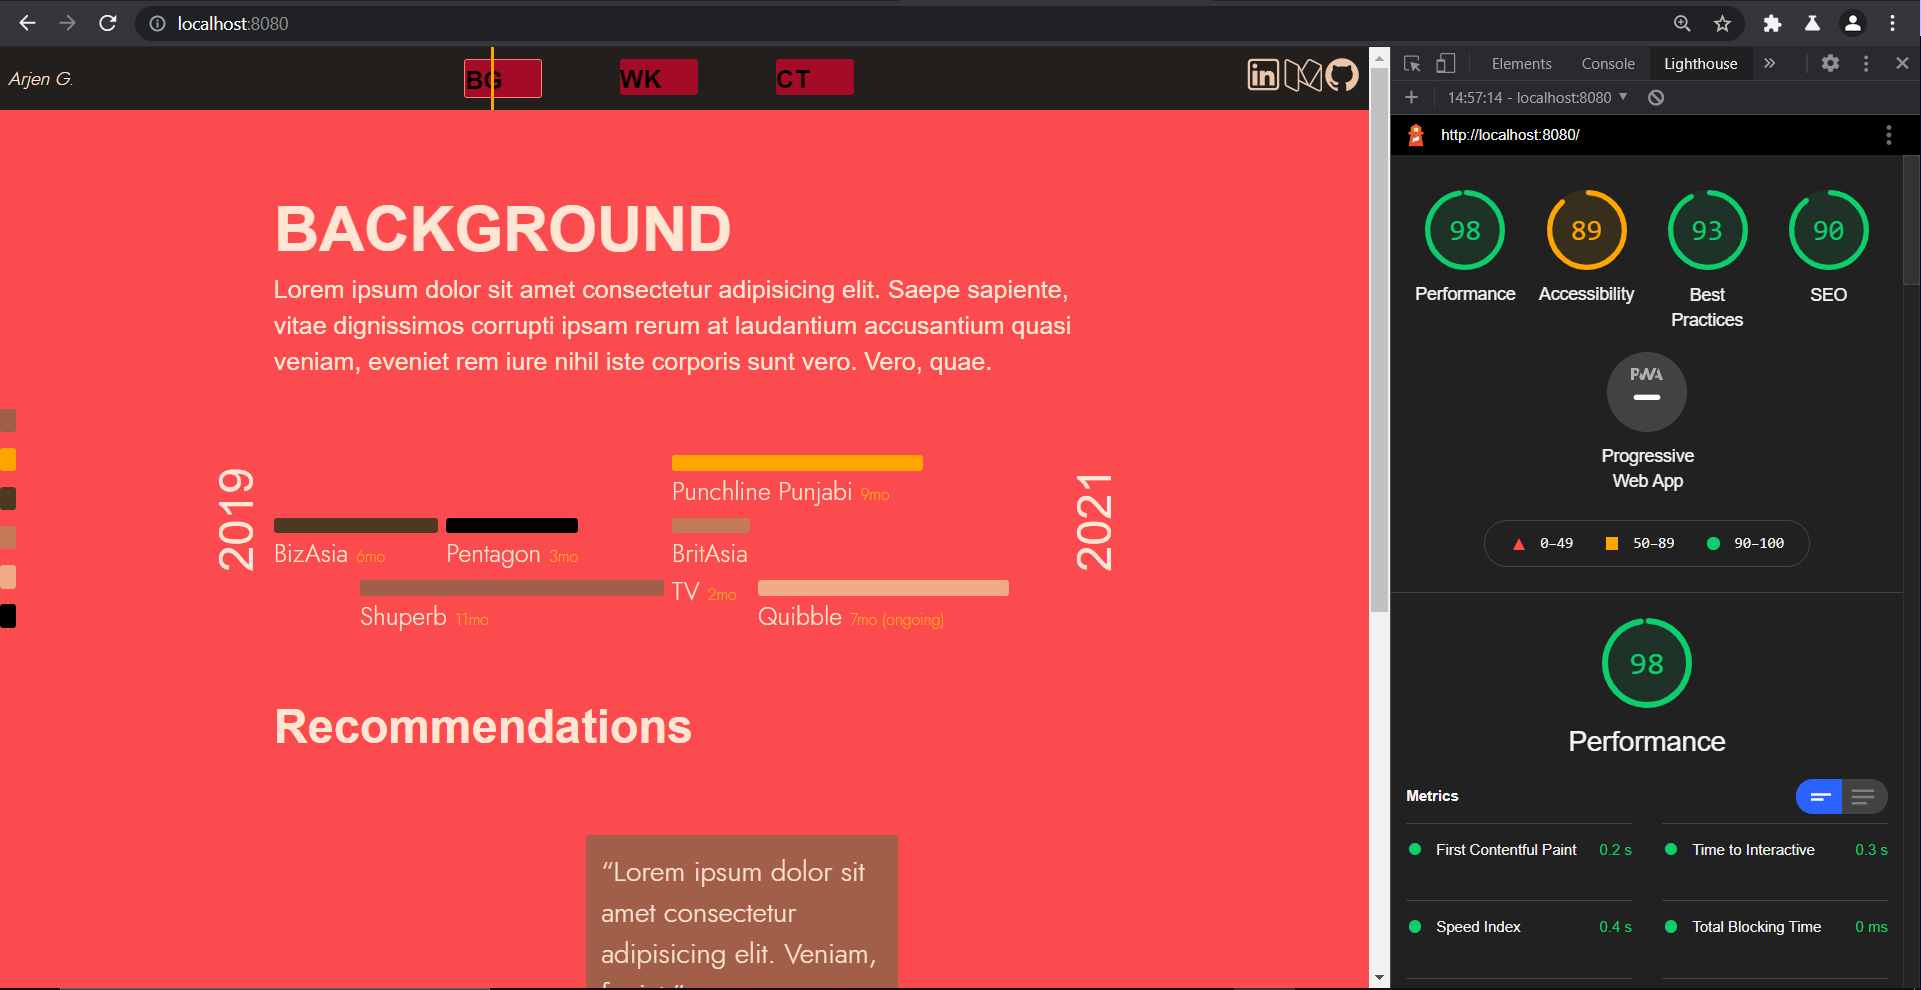 localhost:8080
Arjen G.
BG
WK
CT
in
BACKGROUND
Lorem ipsum dolor sit amet consectetur adipisicing elit. Saepe sapiente,
vitae dignissimos corrupti ipsam rerum at laudantium accusantium quasi
veniam, eveniet rem iure nihil iste corporis sunt vero. Vero, quae.
2019
2021
Punchline Punjabi 9mo
BizAsia 6mo
Pentagon 3mo
BritAsia
TV 2mo
Shuperb 11mo
Quibble 7mo (ongoing)
Recommendations
“Lorem ipsum dolor sit
amet consectetur
adipisicing elit. Veniam,
Elements
Console
Lighthouse
14:57:14 - localhost:8080
http://localhost:8080/
98
Performance
89
Accessibility
93
Best
Practices
90
SEO
PWA
Progressive
Web App
0–49
50–89
90–100
98
Performance
Metrics
First Contentful Paint 0.2 s
Time to Interactive 0.3 s
Speed Index 0.4 s
Total Blocking Time 0 ms